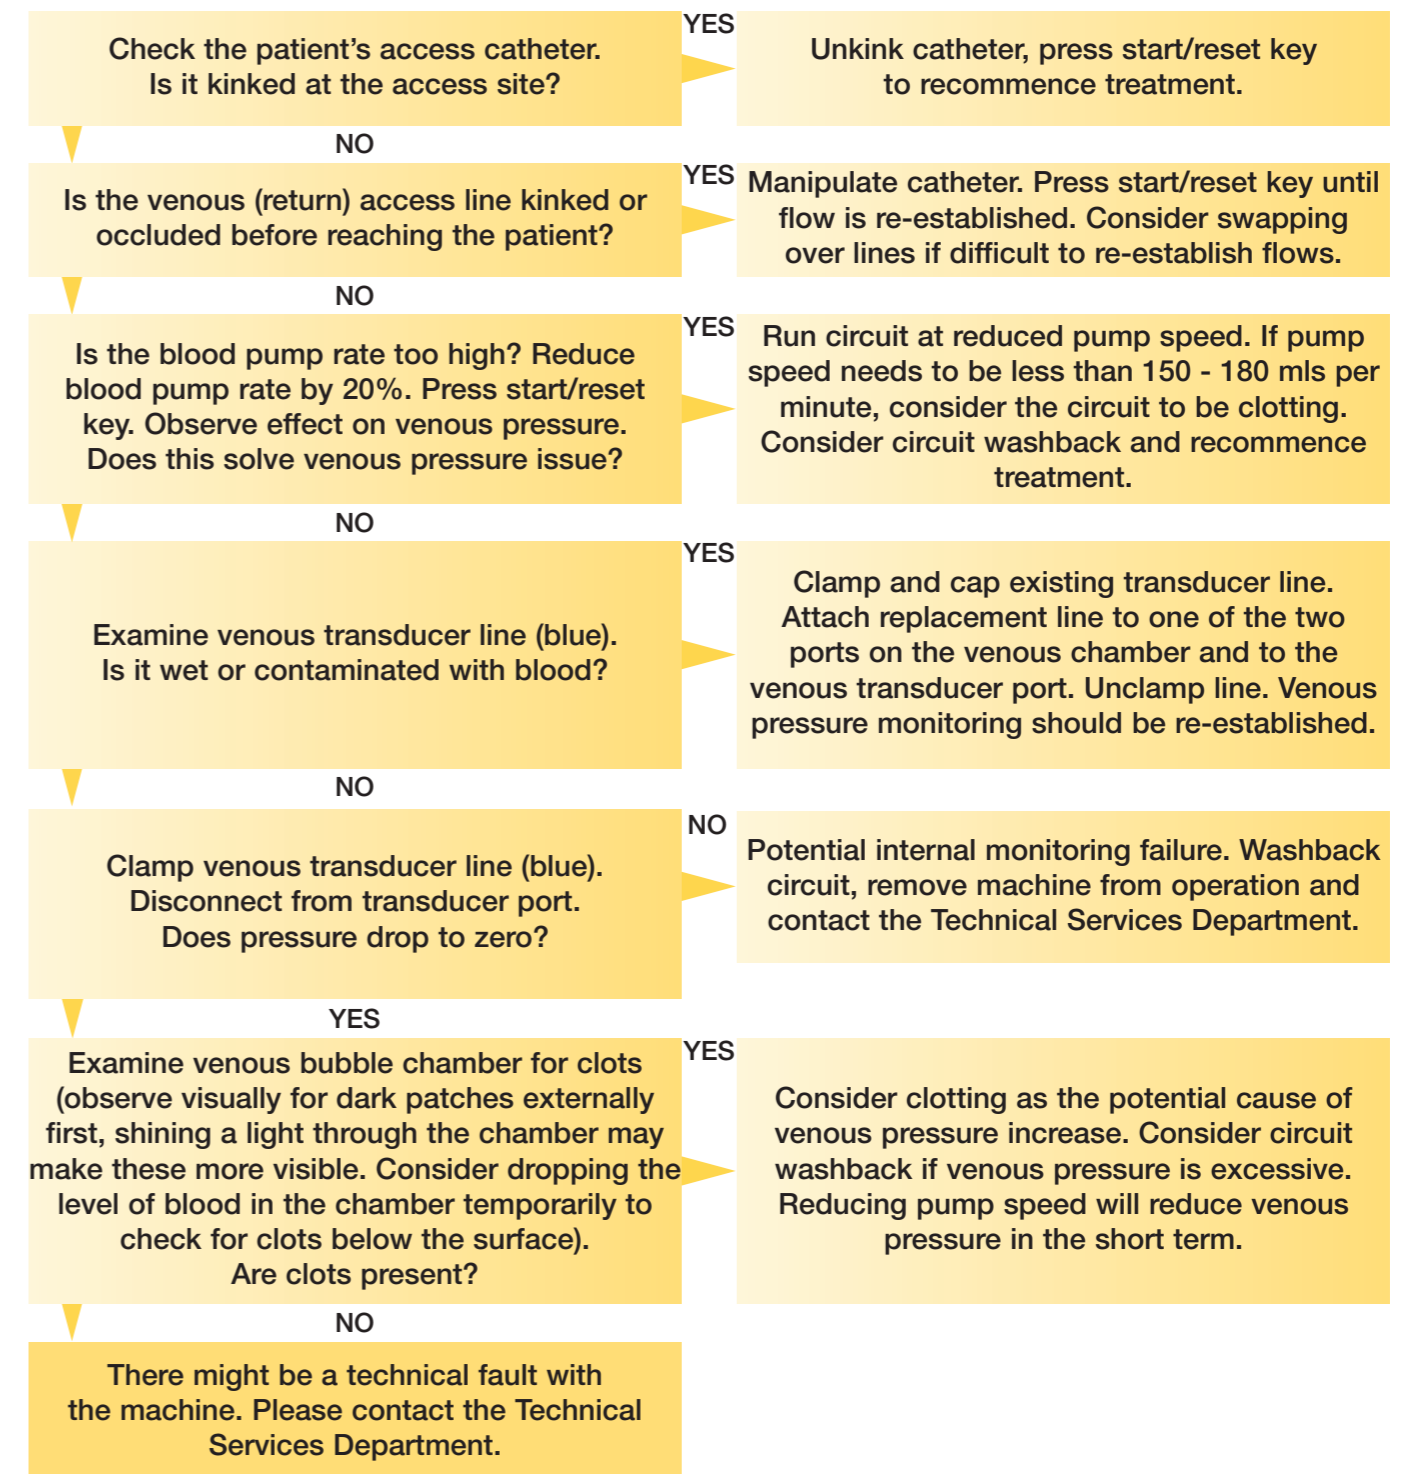 Check the patient’s access catheter.
Is it kinked at the access site?
YES
Unkink catheter, press start/reset key
to recommence treatment.
NO
Is the venous (return) access line kinked or
occluded before reaching the patient?
YES
Manipulate catheter. Press start/reset key until
flow is re-established. Consider swapping
over lines if difficult to re-establish flows.
NO
Is the blood pump rate too high? Reduce
blood pump rate by 20%. Press start/reset
key. Observe effect on venous pressure.
Does this solve venous pressure issue?
YES
Run circuit at reduced pump speed. If pump
speed needs to be less than 150 - 180 mls per
minute, consider the circuit to be clotting.
Consider circuit washback and recommence
treatment.
NO
Examine venous transducer line (blue).
Is it wet or contaminated with blood?
YES
Clamp and cap existing transducer line.
Attach replacement line to one of the two
ports on the venous chamber and to the
venous transducer port. Unclamp line. Venous
pressure monitoring should be re-established.
NO
Clamp venous transducer line (blue).
Disconnect from transducer port.
Does pressure drop to zero?
NO
Potential internal monitoring failure. Washback
circuit, remove machine from operation and
contact the Technical Services Department.
YES
Examine venous bubble chamber for clots
(observe visually for dark patches externally
first, shining a light through the chamber may
make these more visible. Consider dropping the
level of blood in the chamber temporarily to
check for clots below the surface).
Are clots present?
YES
Consider clotting as the potential cause of
venous pressure increase. Consider circuit
washback if venous pressure is excessive.
Reducing pump speed will reduce venous
pressure in the short term.
NO
There might be a technical fault with
the machine. Please contact the Technical
Services Department.